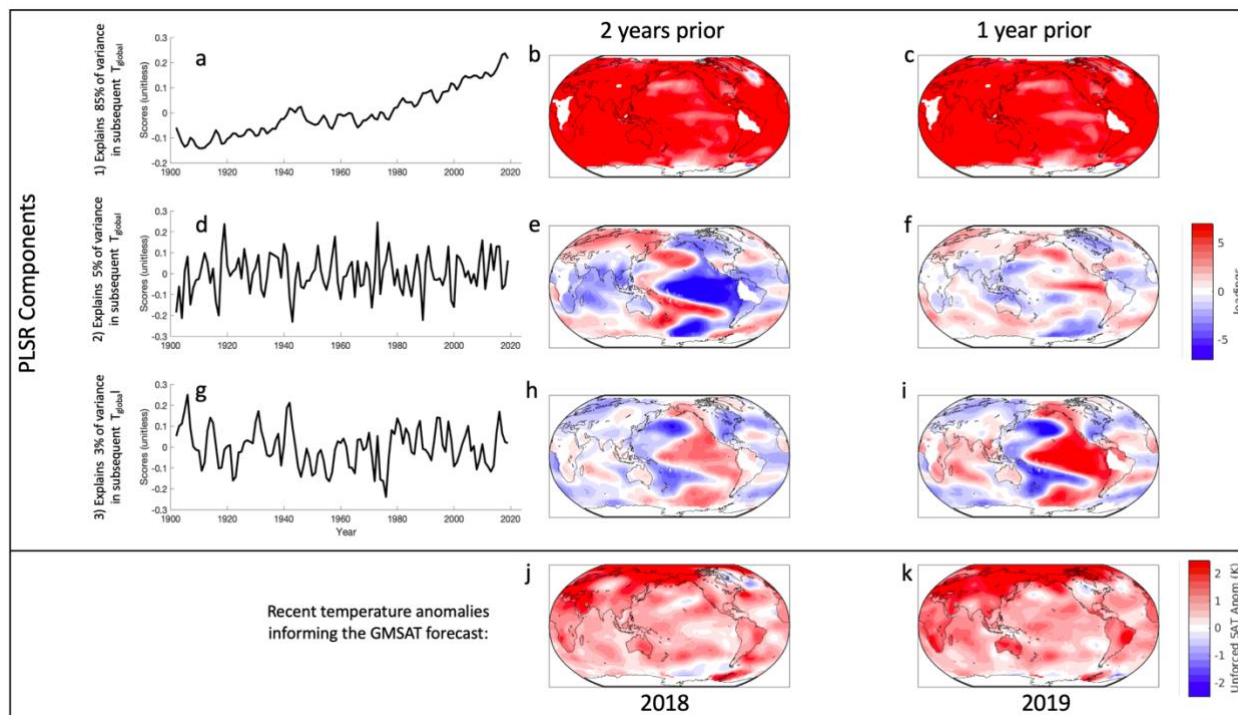 2 years prior
1 year prior
PLSR Components
1) Explains 85% of variance
in subsequent Tglobal
Scores (unitless)
0.3
0.2
0.1
0
-0.1
-0.2
a
1900
1920
1940
1960
1980
2000
2020
b
c
2) Explains 5% of variance
in subsequent Tglobal
Scores (unitless)
0.3
0.2
0.1
0
-0.1
-0.2
-0.3
d
1900
1920
1940
1960
1980
2000
2020
e
f
5
0
-5
loadings
3) Explains 3% of variance
in subsequent Tglobal
Scores (unitless)
0.3
0.2
0.1
0
-0.1
-0.2
-0.3
g
1900
1920
1940
1960
1980
2000
2020
Year
h
i
Recent temperature anomalies
informing the GMSAT forecast:
j
k
2018
2019
2
1
0
-1
-2
Unforced SAT Anom (K)